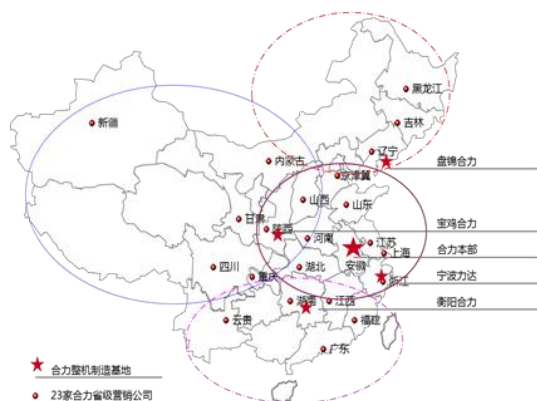 黑龙江
新疆
吉林
辽宁
内蒙古
盘锦合力
京津冀
山西
山东
甘肃
陕西
宝鸡合力
河南
江苏
合力本部
上海
安徽
四川
湖北
重庆
宁波力达
浙江
湖南
江西
衡阳合力
云贵
福建
广东
合力整机制造基地
23家合力省级营销公司